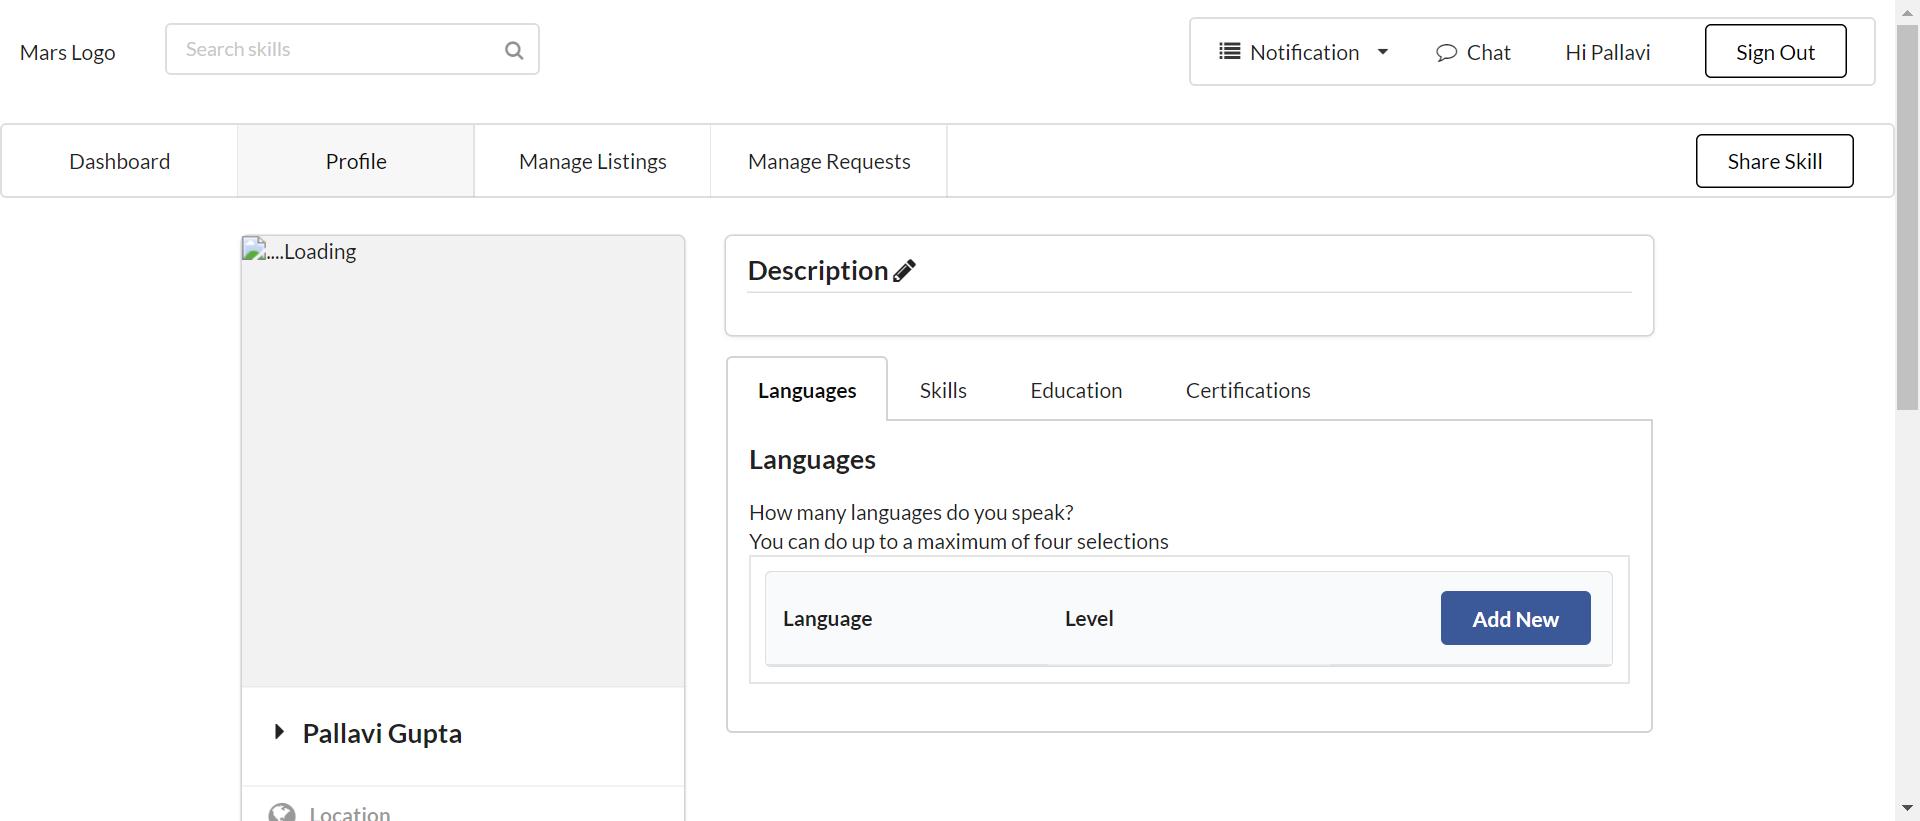 Mars Logo
Search skills
Notification
Chat
Hi Pallavi
Sign Out
Dashboard
Profile
Manage Listings
Manage Requests
Share Skill
....Loading
Pallavi Gupta
Location
Description
Languages
Skills
Education
Certifications
Languages
How many languages do you speak?
You can do up to a maximum of four selections
Language
Level
Add New